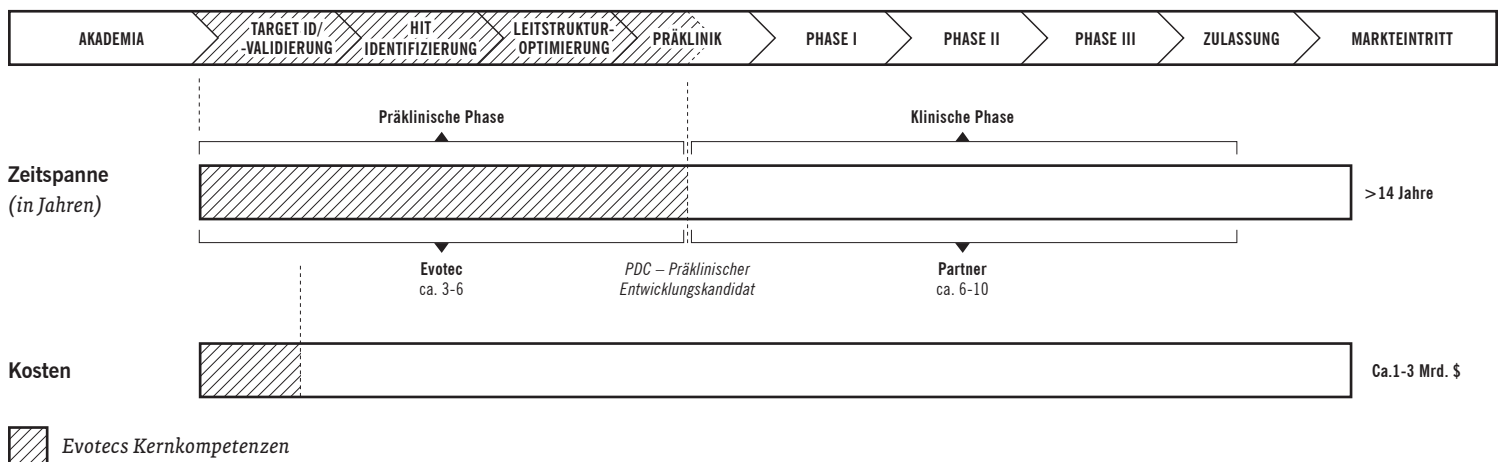 AKADEMIA
TARGET ID/
-VALIDIERUNG
HIT
IDENTIFIZIERUNG
LEITSTRUKTUR-
OPTIMIERUNG
PRÄKLINIK
PHASE I
PHASE II
PHASE III
ZULASSUNG
MARKTEINTRITT
Präklinische Phase
Klinische Phase
Zeitspanne
(in Jahren)
>14 Jahre
Evotec
ca. 3-6
PDC – Präklinischer
Entwicklungskandidat
Partner
ca. 6-10
Kosten
Ca.1-3 Mrd. $
Evotecs Kernkompetenzen